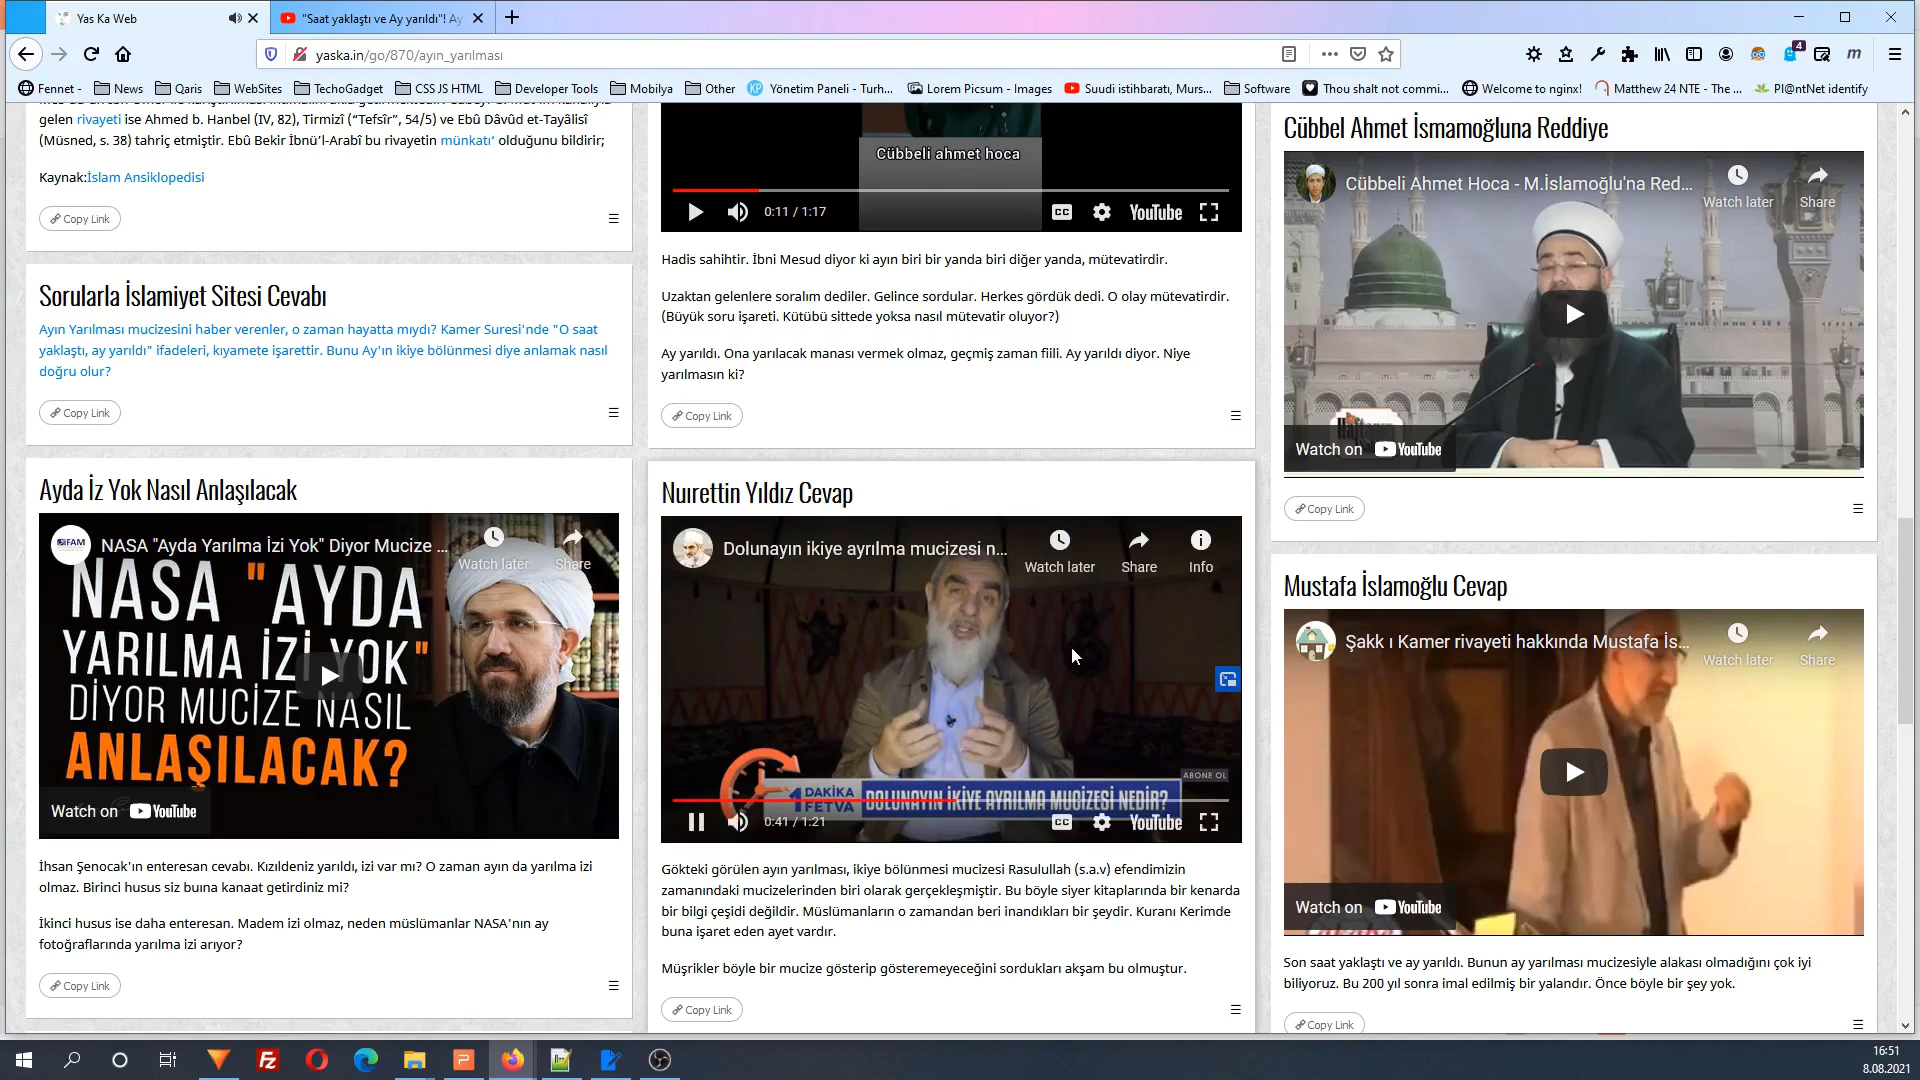 Yas Ka Web
"Saat yaklaştı ve Ay yarıldı"! Ay
yaska.in/go/870/ayın_yarılması
4
Fennet -
News
Qaris
WebSites
TechoGadget
CSS JS HTML
Developer Tools
Mobilya
Other
Yönetim Paneli - Turh...
Lorem Picsum - Images
Suudi istihbaratı, Murs...
Software
Thou shalt not commi...
Welcome to nginx!
Matthew 24 NTE - The ...
Pl@ntNet identify
gelen rivayeti ise Ahmed b. Hanbel (IV, 82), Tirmizî (“Tefsîr”, 54/5) ve Ebû Dâvûd et-Tayâlisî
(Müsned, s. 38) tahriç etmiştir. Ebû Bekir İbnü’l-Arabî bu rivayetin münkatı‘ olduğunu bildirir;
Kaynak:İslam Ansiklopedisi
Copy Link
Sorularla İslamiyet Sitesi Cevabı
Ayın Yarılması mucizesini haber verenler, o zaman hayatta mıydı? Kamer Suresi'nde "O saat
yaklaştı, ay yarıldı" ifadeleri, kıyamete işarettir. Bunu Ay'ın ikiye bölünmesi diye anlamak nasıl
doğru olur?
Copy Link
Ayda İz Yok Nasıl Anlaşılacak
NASA "Ayda Yarılma İzi Yok" Diyor Mucize ...
Watch later
Share
NASA "AYDA
YARILMA İZİ YOK"
DİYOR MUCİZE NASIL
ANLAŞILACAK?
Watch on YouTube
İhsan Şenocak'ın enteresan cevabı. Kızıldeniz yarıldı, izi var mı? O zaman ayın da yarılma izi
olmaz. Birinci husus siz buına kanaat getirdiniz mi?
İkinci husus ise daha enteresan. Madem izi olmaz, neden müslümanlar NASA'nın ay
fotoğraflarında yarılma izi arıyor?
Copy Link
Cübbeli ahmet hoca
0:11 / 1:17
CC
YouTube
Hadis sahihtir. İbni Mesud diyor ki ayın biri bir yanda biri diğer yanda, mütevatirdir.
Uzaktan gelenlere soralım dediler. Gelince sordular. Herkes gördük dedi. O olay mütevatirdir.
(Büyük soru işareti. Kütübü sittede yoksa nasıl mütevatir oluyor?)
Ay yarıldı. Ona yarılacak manası vermek olmaz, geçmiş zaman fiili. Ay yarıldı diyor. Niye
yarılmasın ki?
Copy Link
Nuırettin Yıldız Cevap
Dolunayın ikiye ayrılma mucizesi n...
Watch later
Share
Info
ABONE OL
1 DAKİKA
FETVA
DOLUNAYIN İKİYE AYRILMA MUCİZESİ NEDİR?
0:41 / 1:21
CC
YouTube
Gökteki görülen ayın yarılması, ikiye bölünmesi mucizesi Rasulullah (s.a.v) efendimizin
zamanındaki mucizelerinden biri olarak gerçekleşmiştir. Bu böyle siyer kitaplarında bir kenarda
bir bilgi çeşidi değildir. Müslümanların o zamandan beri inandıkları bir şeydir. Kuranı Kerimde
buna işaret eden ayet vardır.
Müşrikler böyle bir mucize gösterip gösteremeyeceğini sordukları akşam bu olmuştur.
Copy Link
Cübbel Ahmet İsmamoğluna Reddiye
Cübbeli Ahmet Hoca - M.İslamoğlu'na Red...
Watch later
Share
Watch on YouTube
Copy Link
Mustafa İslamoğlu Cevap
Şakk ı Kamer rivayeti hakkında Mustafa İs...
Watch later
Share
Watch on YouTube
Son saat yaklaştı ve ay yarıldı. Bunun ay yarılması mucizesiyle alakası olmadığını çok iyi
biliyoruz. Bu 200 yıl sonra imal edilmiş bir yalandır. Önce böyle bir şey yok.
Copy Link
16:51
8.08.2021